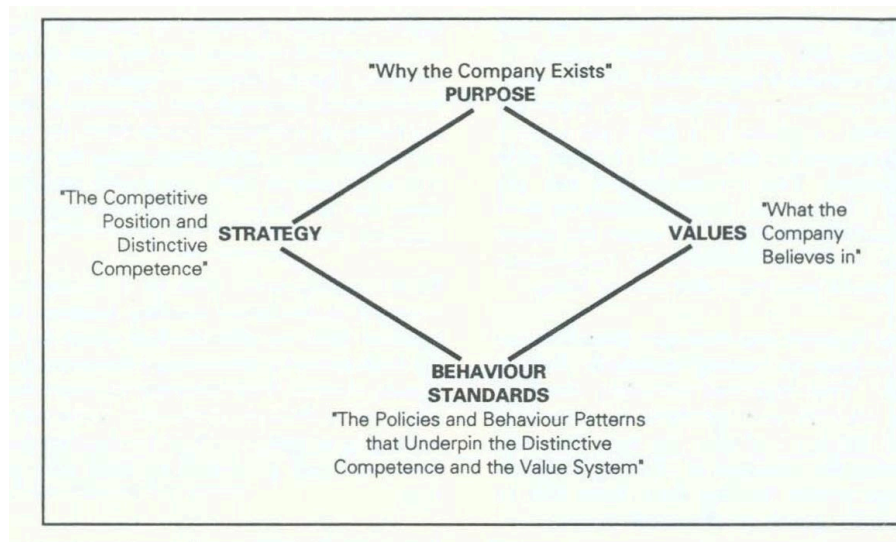 "Why the Company Exists"
PURPOSE
"The Competitive
Position and
Distinctive
Competence"
STRATEGY
VALUES
"What the
Company
Believes in"
BEHAVIOUR
STANDARDS
"The Policies and Behaviour Patterns
that Underpin the Distinctive
Competence and the Value System"